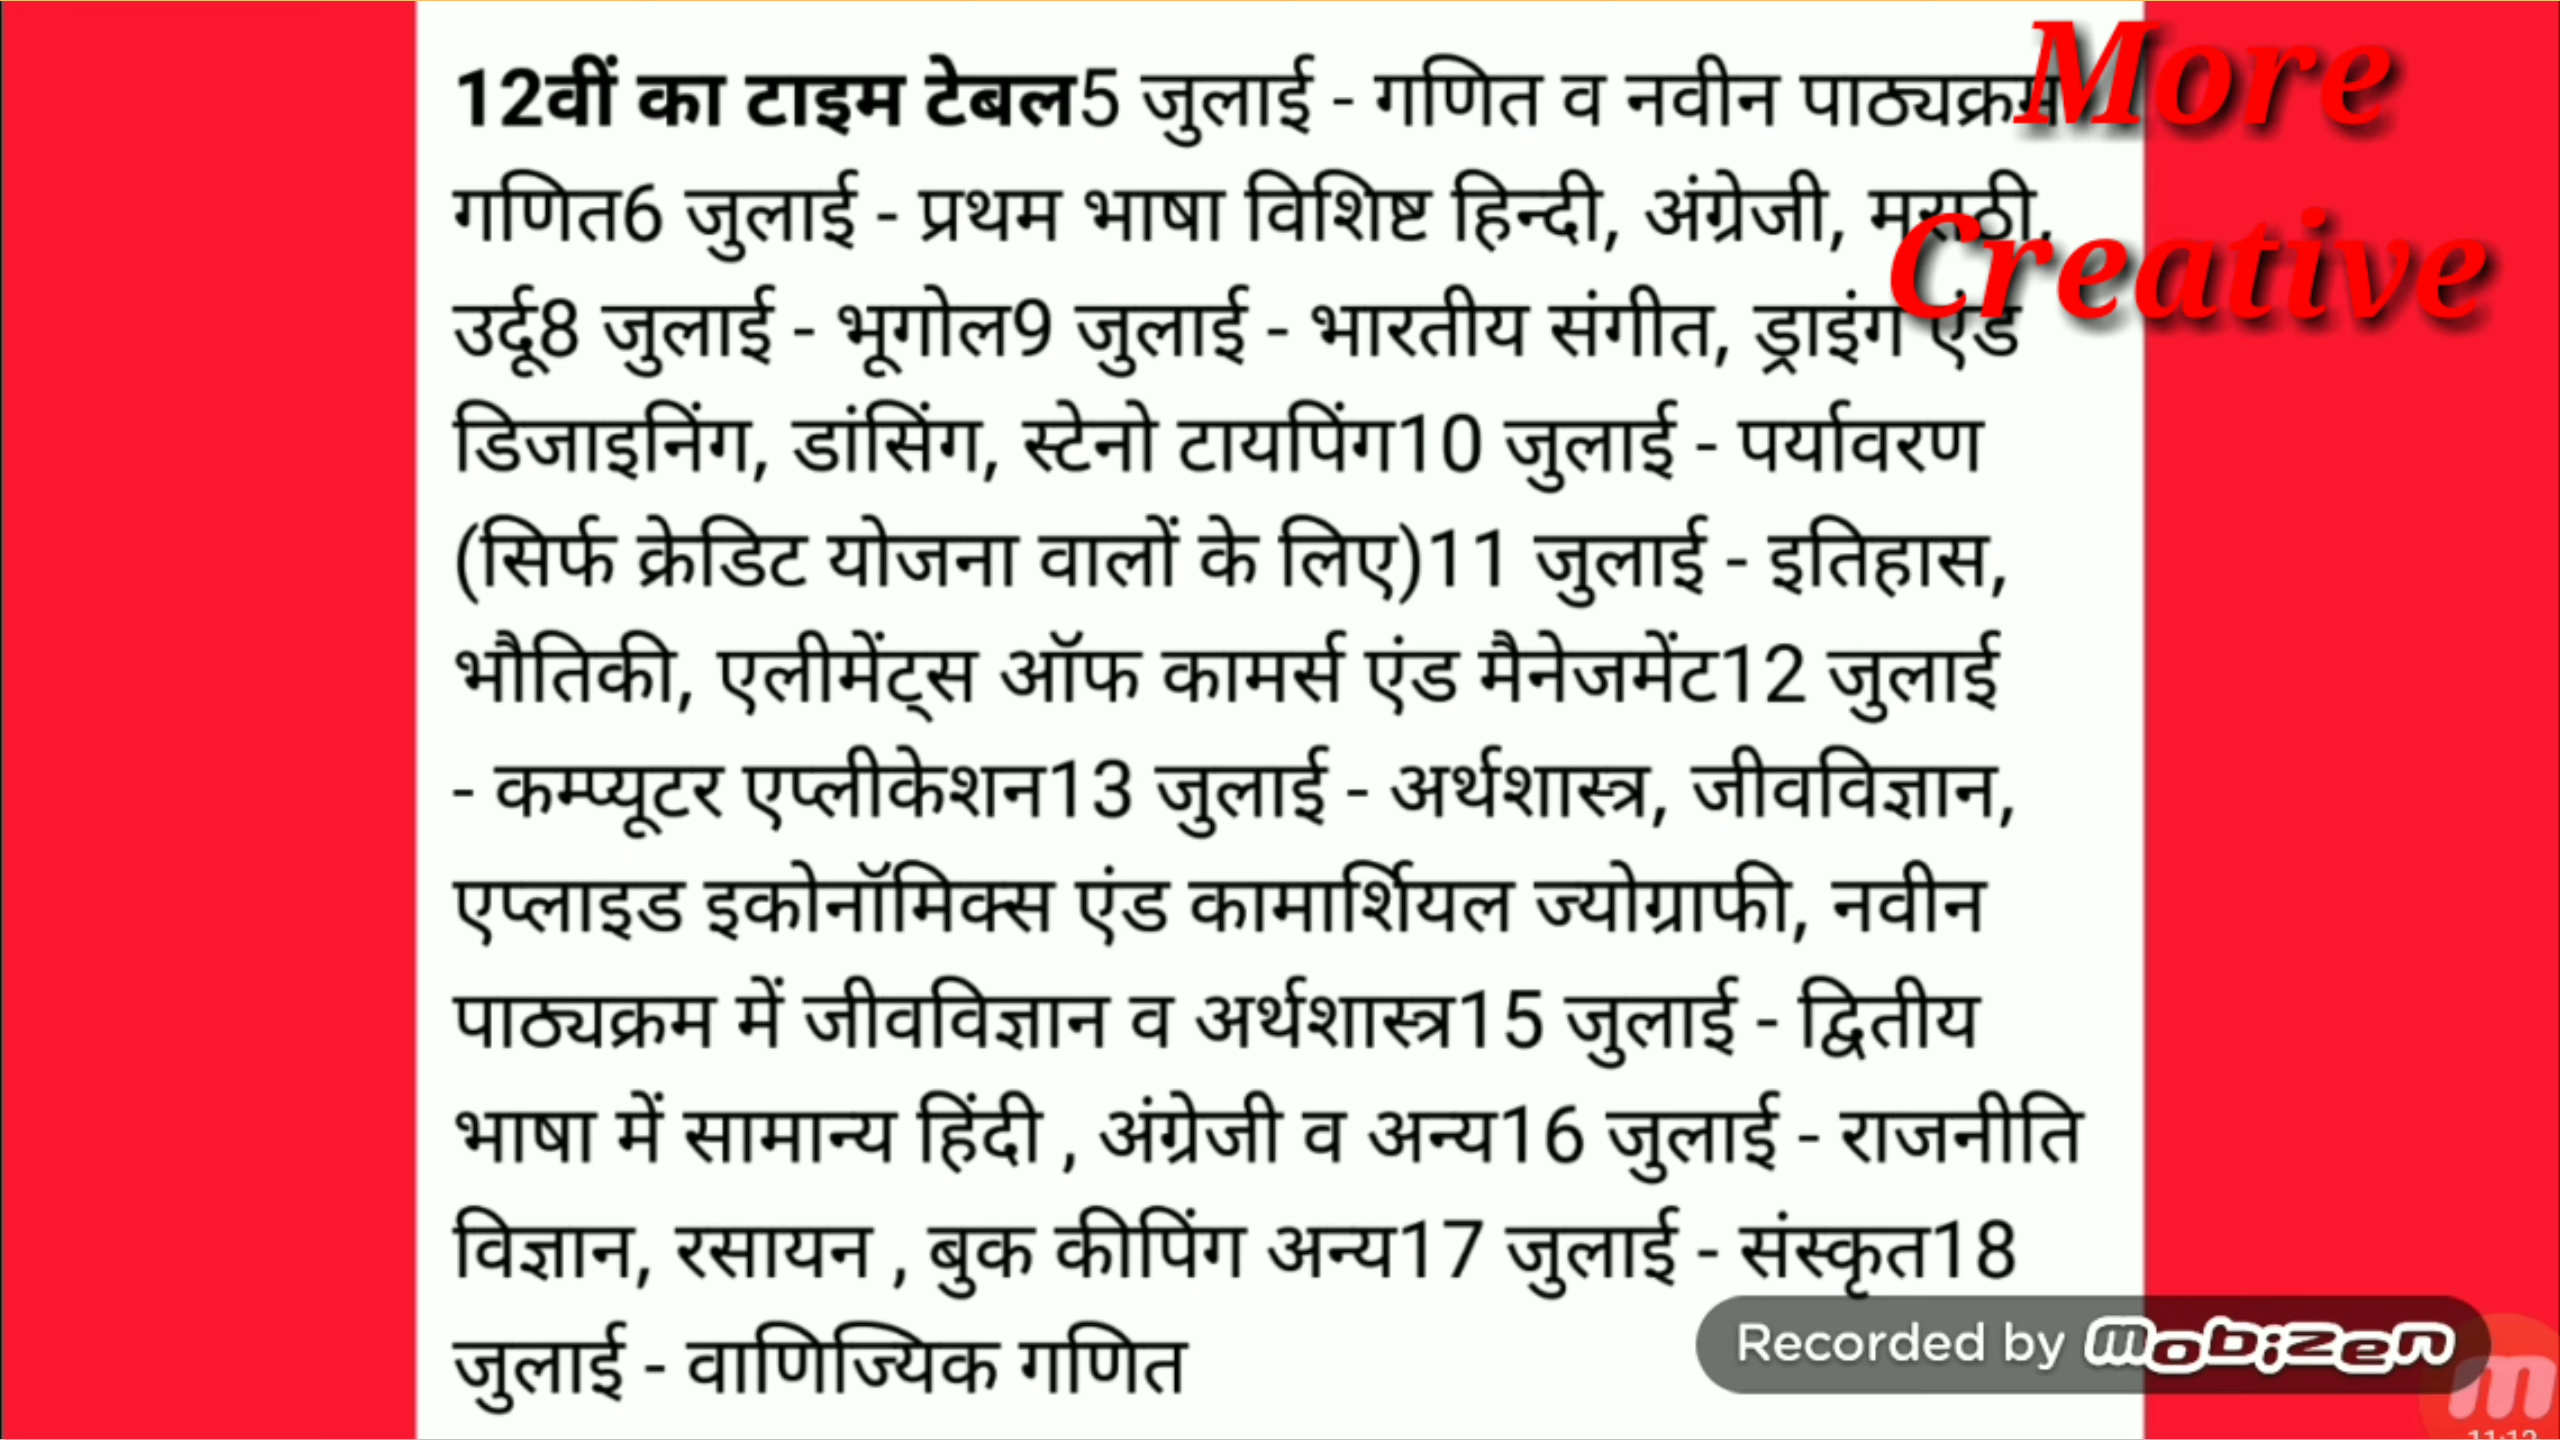 12वीं का टाइम टेबल5 जुलाई - गणित व नवीन पाठ्यक्रम
गणित6 जुलाई - प्रथम भाषा विशिष्ट हिन्दी, अंग्रेजी, मराठी,
उर्दू8 जुलाई - भूगोल9 जुलाई - भारतीय संगीत, ड्राइंग एंड
डिजाइनिंग, डांसिंग, स्टेनो टायपिंग10 जुलाई - पर्यावरण
(सिर्फ क्रेडिट योजना वालों के लिए)11 जुलाई - इतिहास,
भौतिकी, एलीमेंट्स ऑफ कामर्स एंड मैनेजमेंट12 जुलाई
- कम्प्यूटर एप्लीकेशन13 जुलाई - अर्थशास्त्र, जीवविज्ञान,
एप्लाइड इकोनॉमिक्स एंड कामार्शियल ज्योग्राफी, नवीन
पाठ्यक्रम में जीवविज्ञान व अर्थशास्त्र15 जुलाई - द्वितीय
भाषा में सामान्य हिंदी , अंग्रेजी व अन्य16 जुलाई - राजनीति
विज्ञान, रसायन , बुक कीपिंग अन्य17 जुलाई - संस्कृत18
जुलाई - वाणिज्यिक गणित
More
Creative
Recorded by mobizen
m